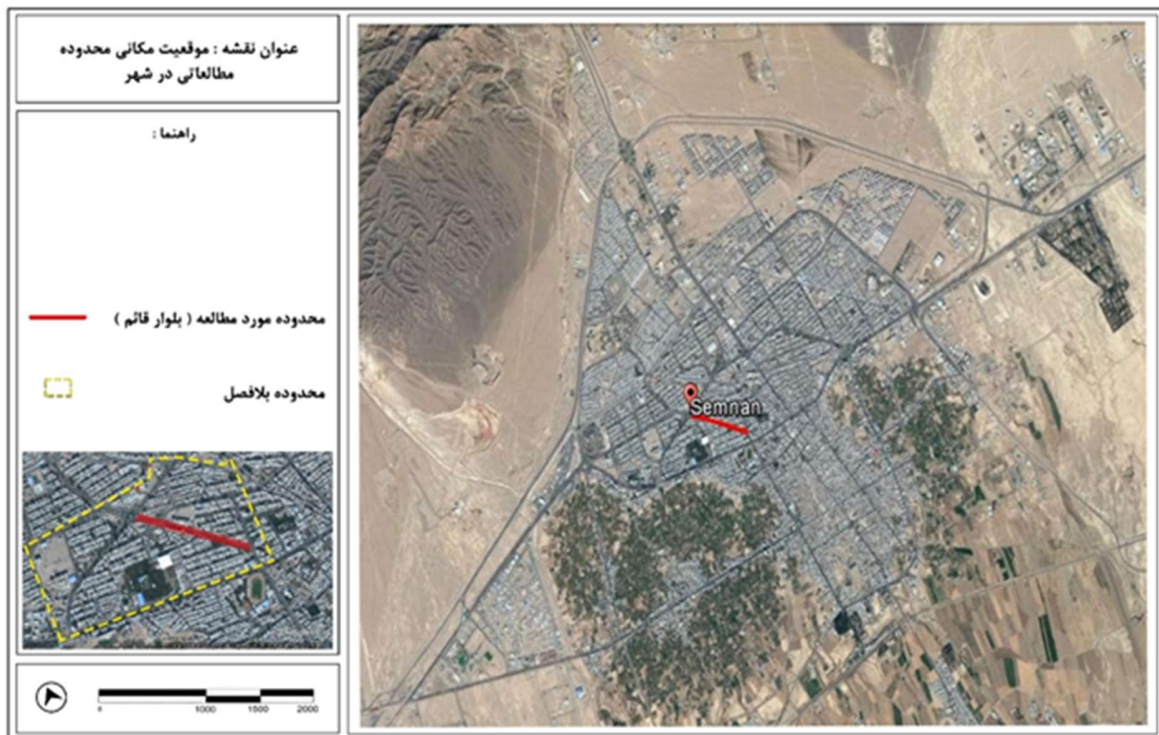 عنوان نقشه : موقعیت مکانی محدوده
مطالعاتی در شهر
راهنما :
محدوده مورد مطالعه ( بلوار قائم )
محدوده بلافصل
Semnan
0 1000 1500 2000